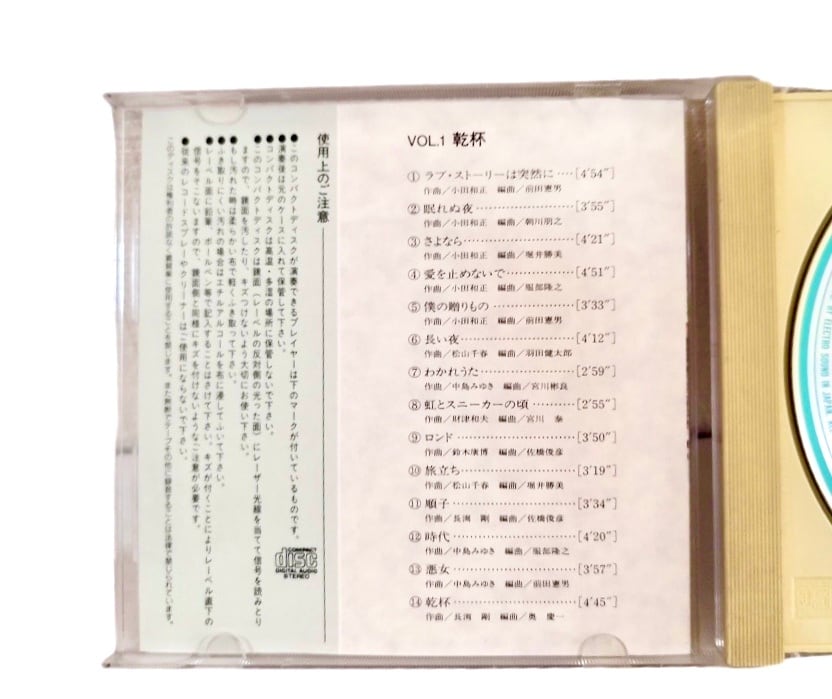 使用上のご注意
●このコンパクトディスクが演奏できるプレイヤーは下のマークが付いているものです。
●演奏後は元のケースに入れて保管して下さい。
●コンパクトディスクは高温・多湿の場所に保管しないで下さい。
●このコンパクトディスクは鏡面(レーベルの反対側の光った面)にレーザー光線を当てて信号を読みとり
ますので、鏡面を汚したり、キズつけないよう大切にお使い下さい。
●もし汚れた時は柔らかい布で軽くふき取って下さい。
●ふき取りにくい汚れの場合はエチルアルコールを布に浸してふいて下さい。
●レーベル面に鉛筆、ボールペン等で記入することはさけて下さい。キズが付くことによりレーベル直下の
信号をそこないますので、鏡面側と同様にキズを付けないようなご注意が必要です。
●従来のレコードスプレーやクリーナーはご使用にならないで下さい。
このディスクは権利者の許諾なく賃貸業に使用することを禁じます。また無断でテープその他に録音することは法律で禁じられています。
COMPACT
disc
DIGITAL AUDIO
STEREO
VOL.1 乾杯
① ラブ・ストーリーは突然に‥‥[4′54″]
作曲/小田和正 編曲/前田憲男
② 眠れぬ夜‥‥‥‥‥‥‥‥[3′55″]
作曲/小田和正 編曲/朝川朋之
③ さよなら‥‥‥‥‥‥‥‥[4′21″]
作曲/小田和正 編曲/堀井勝美
④ 愛を止めないで‥‥‥‥‥[4′51″]
作曲/小田和正 編曲/服部隆之
⑤ 僕の贈りもの‥‥‥‥‥‥[3′33″]
作曲/小田和正 編曲/前田憲男
⑥ 長い夜‥‥‥‥‥‥‥‥‥[4′12″]
作曲/松山千春 編曲/羽田健太郎
⑦ わかれうた‥‥‥‥‥‥‥[2′59″]
作曲/中島みゆき 編曲/宮川彬良
⑧ 虹とスニーカーの頃‥‥‥[2′55″]
作曲/財津和夫 編曲/宮川 泰
⑨ ロンド‥‥‥‥‥‥‥‥‥[3′50″]
作曲/鈴木康博 編曲/佐橋俊彦
⑩ 旅立ち‥‥‥‥‥‥‥‥‥[3′19″]
作曲/松山千春 編曲/堀井勝美
⑪ 順子‥‥‥‥‥‥‥‥‥‥[3′34″]
作曲/長渕 剛 編曲/佐橋俊彦
⑫ 時代‥‥‥‥‥‥‥‥‥‥[4′20″]
作曲/中島みゆき 編曲/服部隆之
⑬ 悪女‥‥‥‥‥‥‥‥‥‥[3′57″]
作曲/中島みゆき 編曲/前田憲男
⑭ 乾杯‥‥‥‥‥‥‥‥‥‥[4′45″]
作曲/長渕 剛 編曲/奥 慶一
BY ELECTRO SOUND IN JAPAN